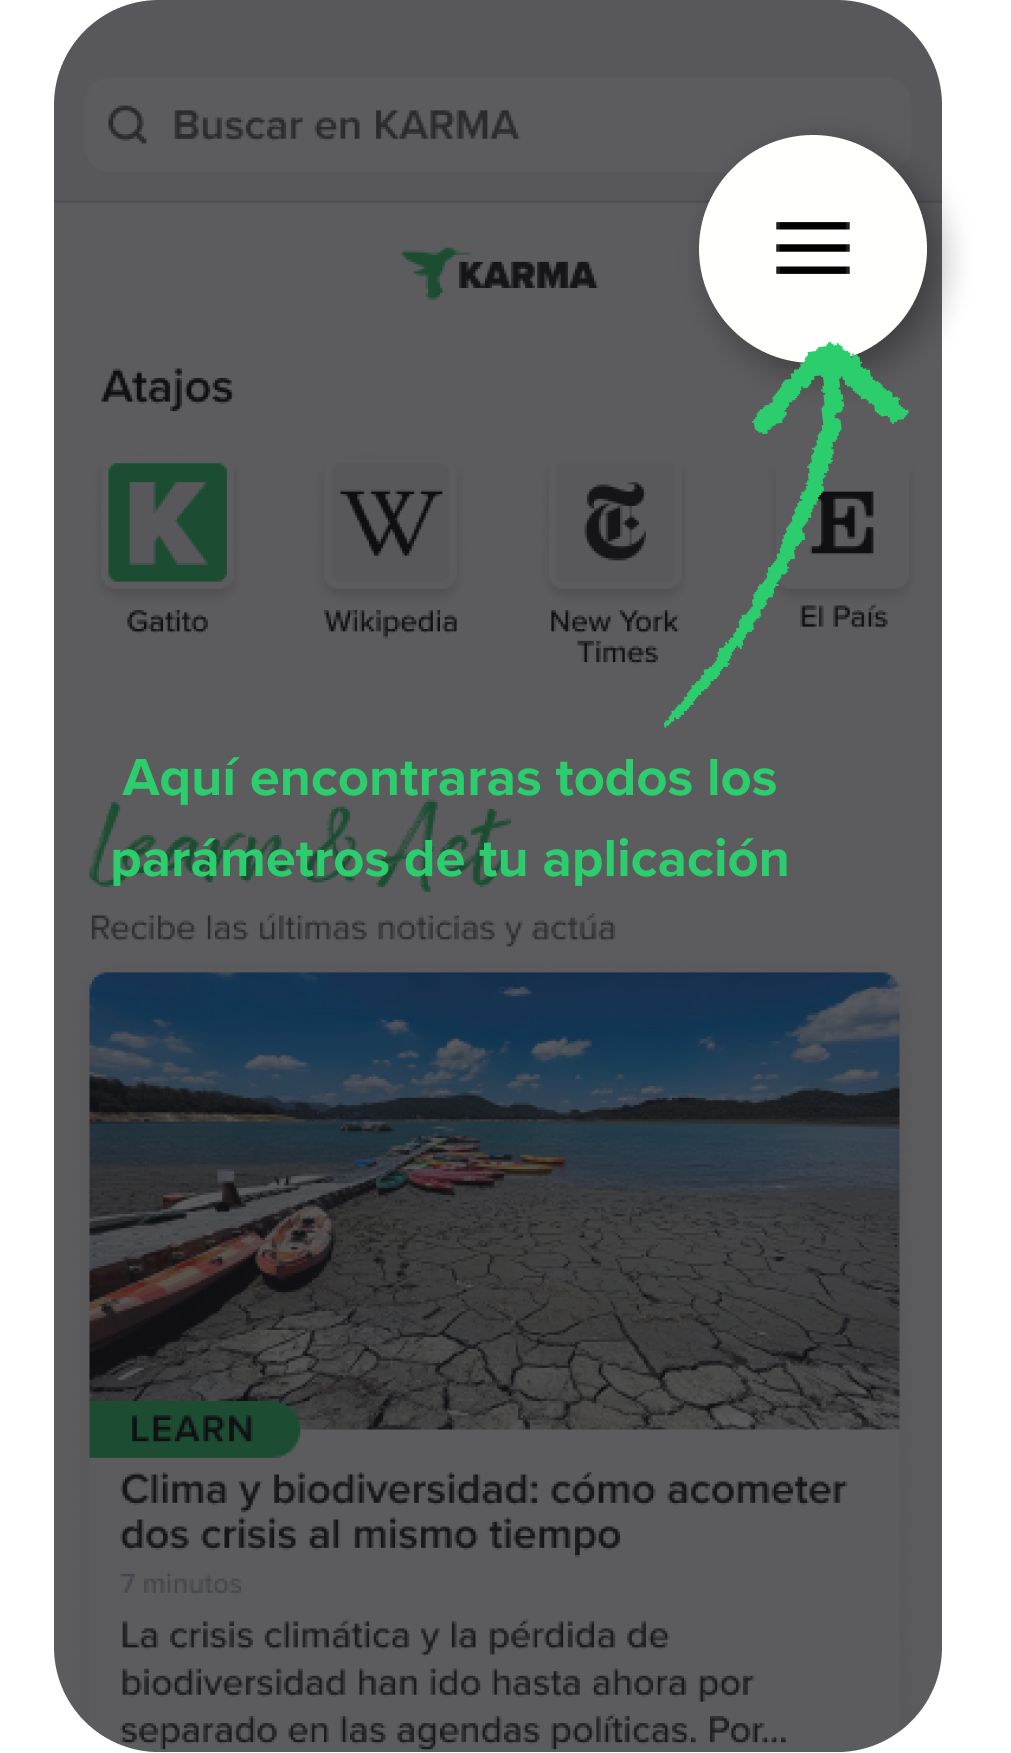 Buscar en KARMA
KARMA
Atajos
K
W
T
E
Gatito
Wikipedia
New York
Times
El País
Aquí encontraras todos los
parámetros de tu aplicación
Learn & Act
Recibe las últimas noticias y actúa
LEARN
Clima y biodiversidad: cómo acometer
dos crisis al mismo tiempo
7 minutos
La crisis climática y la pérdida de
biodiversidad han ido hasta ahora por
separado en las agendas políticas. Por...